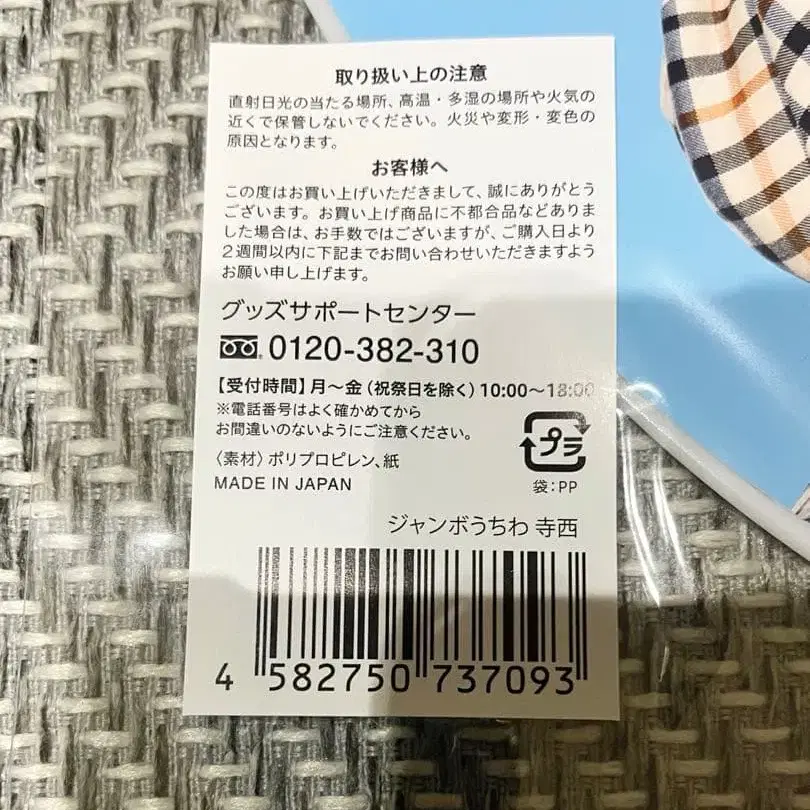 取り扱い上の注意
直射日光の当たる場所、高温・多湿の場所や火気の
近くで保管しないでください。火災や変形・変色の
原因となります。
お客様へ
この度はお買い上げいただきまして、誠にありがとう
ございます。お買い上げ商品に不都合品などありま
した場合は、お手数ではございますが、ご購入日より
2週間以内に下記までお問い合わせいただきますよう
お願い申し上げます。
グッズサポートセンター
0120-382-310
【受付時間】月〜金（祝祭日を除く）10:00〜18:00
※電話番号はよく確かめてから
お間違いのないようにご注意ください。
〈素材〉ポリプロピレン、紙
MADE IN JAPAN
プラ
袋:PP
ジャンボうちわ 寺西
4 582750 737093